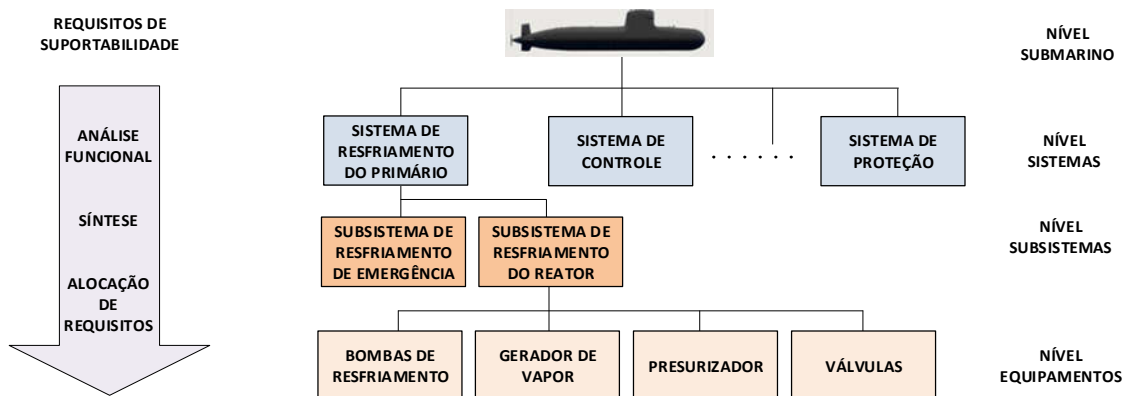 REQUISITOS DE
SUPORTABILIDADE
NÍVEL
SUBMARINO
ANÁLISE
FUNCIONAL
SISTEMA DE
RESFRIAMENTO
DO PRIMÁRIO
SISTEMA DE
CONTROLE
. . . . . .
SISTEMA DE
PROTEÇÃO
NÍVEL
SISTEMAS
SÍNTESE
SUBSISTEMA DE
RESFRIAMENTO
DE EMERGÊNCIA
SUBSISTEMA DE
RESFRIAMENTO
DO REATOR
NÍVEL
SUBSISTEMAS
ALOCAÇÃO
DE
REQUISITOS
BOMBAS DE
RESFRIAMENTO
GERADOR DE
VAPOR
PRESURIZADOR
VÁLVULAS
NÍVEL
EQUIPAMENTOS